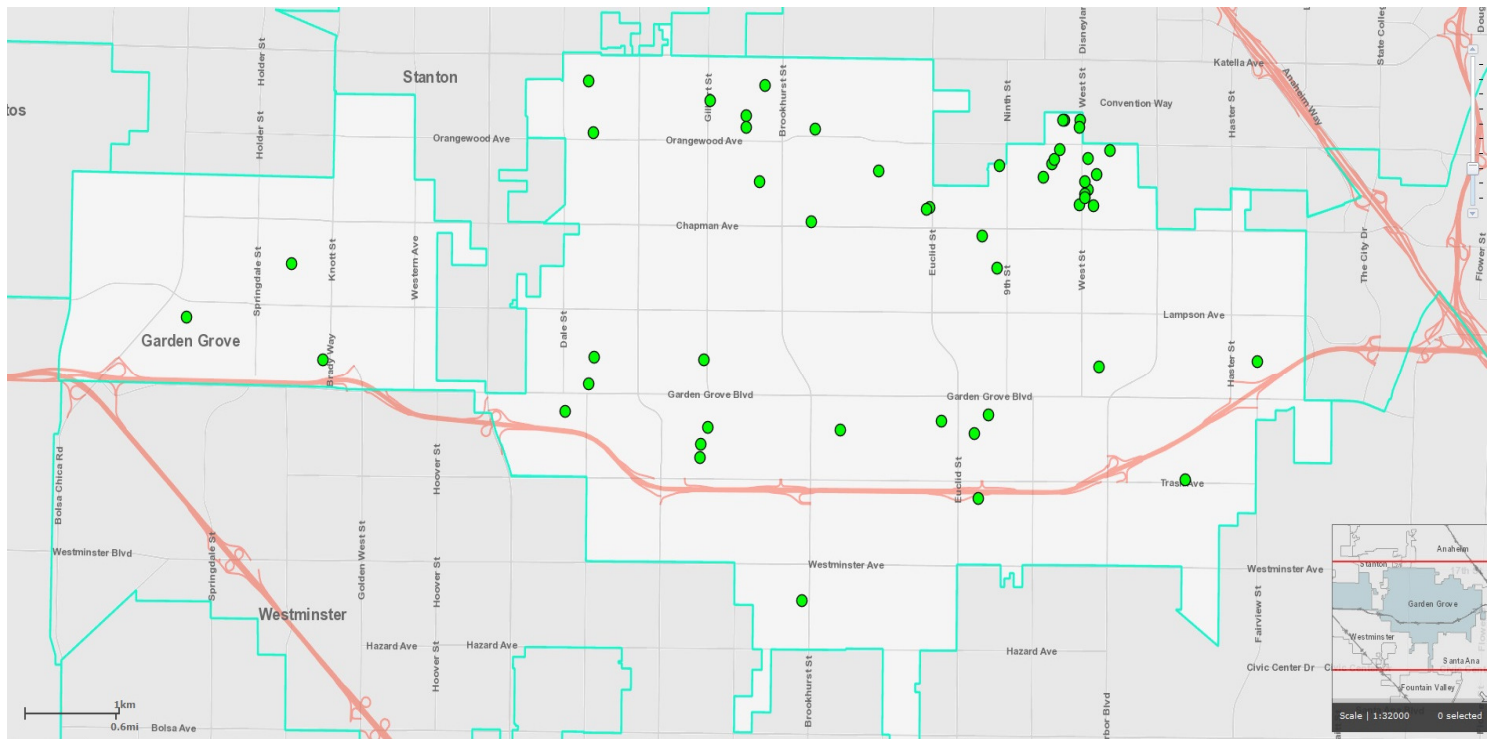 Disneylan
State Colleg
Doug
Holder St
Stanton
Katella Ave
Anaheim Way
Gilbert St
Brookhurst St
Ninth St
West St
Convention Way
Haster St
tos
Holder St
Orangewood Ave
Orangewood Ave
Springdale St
Knott St
Western Ave
Chapman Ave
Euclid St
9th St
West St
The City Dr
Flower St
Garden Grove
Brady Way
Dale St
Lampson Ave
Haster St
Garden Grove Blvd
Garden Grove Blvd
Bolsa Chica Rd
Hoover St
Euclid St
Trask Ave
Westminster Blvd
Springdale St
Golden West St
Hoover St
Westminster Ave
Westminster Ave
Fairview St
Westminster
Hazard Ave
Hazard Ave
Hoover St
Brookhurst St
Hazard Ave
Civic Center Dr
rbor Blvd
1km
0.6mi
Bolsa Ave
Anaheim
Stanton
17th
Garden Grove
Westminster
Santa Ana
Fountain Valley
Scale | 1:32000
0 selected